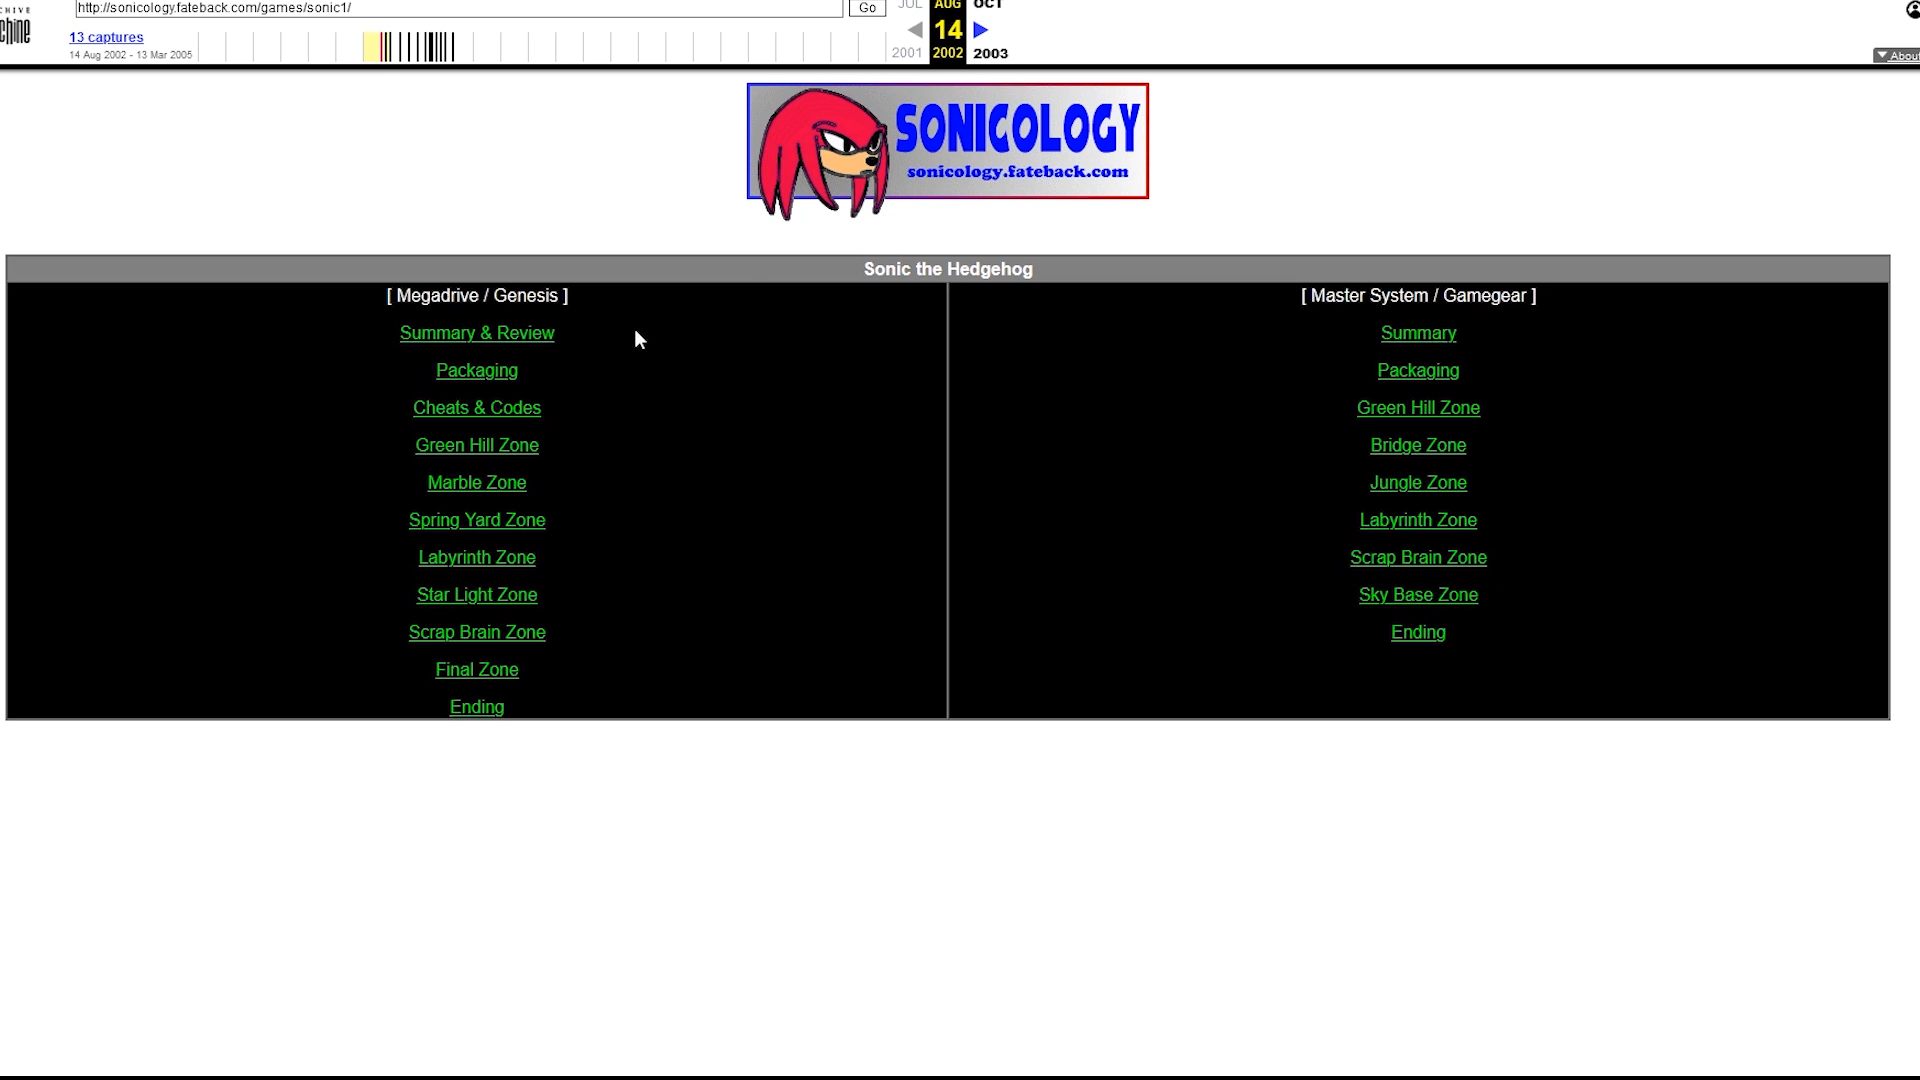 http://sonicology.fateback.com/games/sonic1/
Go
JUL AUG OCT
13 captures
14 Aug 2002 - 13 Mar 2005
14
2001 2002 2003
About
SONICOLOGY
sonicology.fateback.com
Sonic the Hedgehog
[ Megadrive / Genesis ]
Summary & Review
Packaging
Cheats & Codes
Green Hill Zone
Marble Zone
Spring Yard Zone
Labyrinth Zone
Star Light Zone
Scrap Brain Zone
Final Zone
Ending
[ Master System / Gamegear ]
Summary
Packaging
Green Hill Zone
Bridge Zone
Jungle Zone
Labyrinth Zone
Scrap Brain Zone
Sky Base Zone
Ending